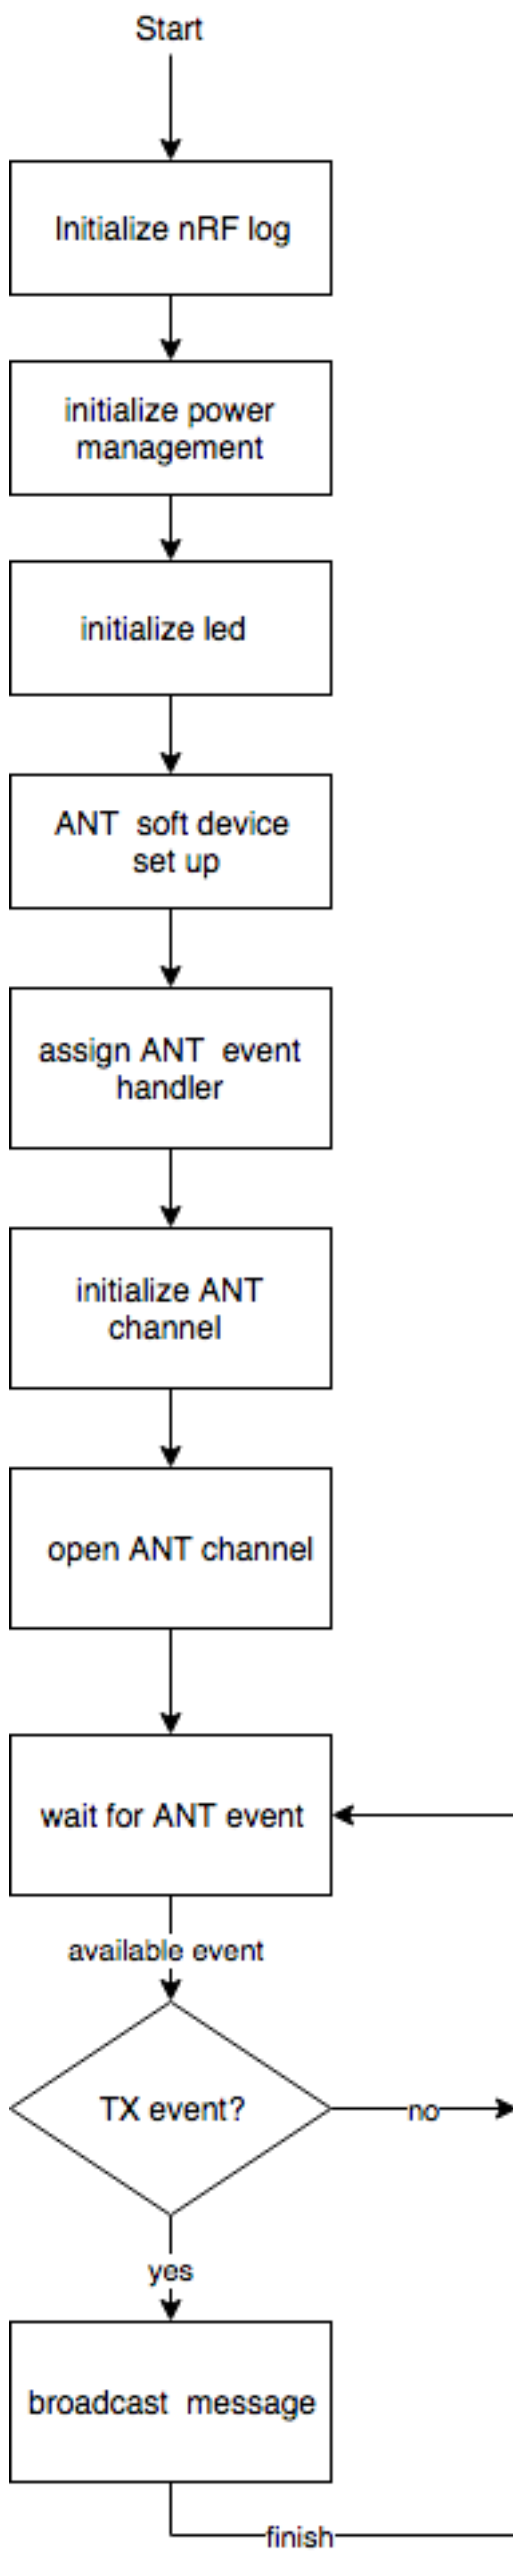 Start
Initialize nRF log
initialize power
management
initialize led
ANT soft device
set up
assign ANT event
handler
initialize ANT
channel
open ANT channel
wait for ANT event
available event
TX event?
no
yes
broadcast message
finish